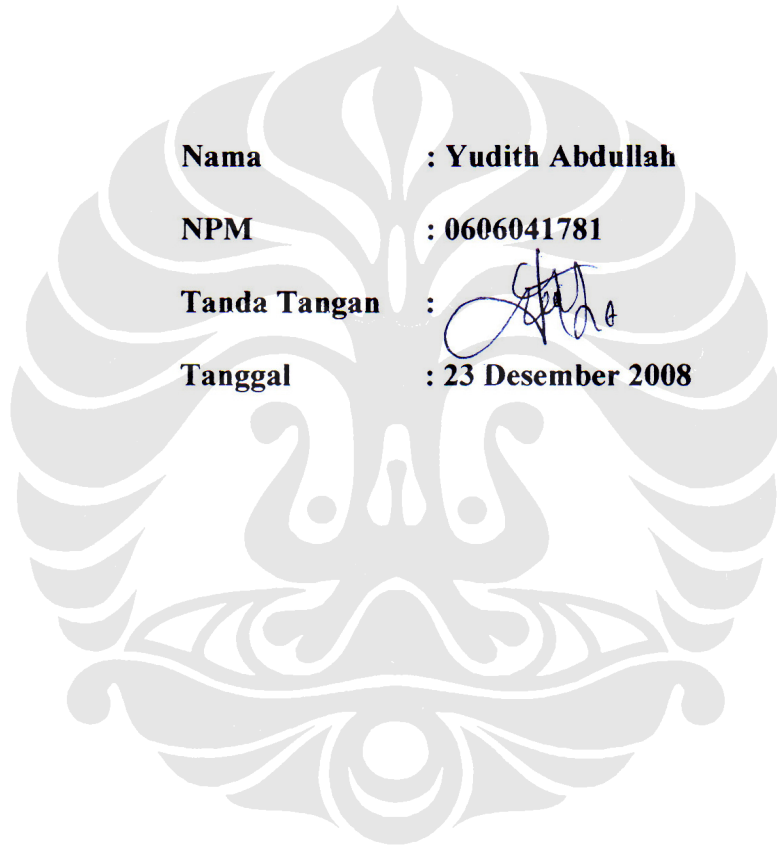 Nama : Yudith Abdullah
NPM : 0606041781
Tanda Tangan :
Tanggal : 23 Desember 2008